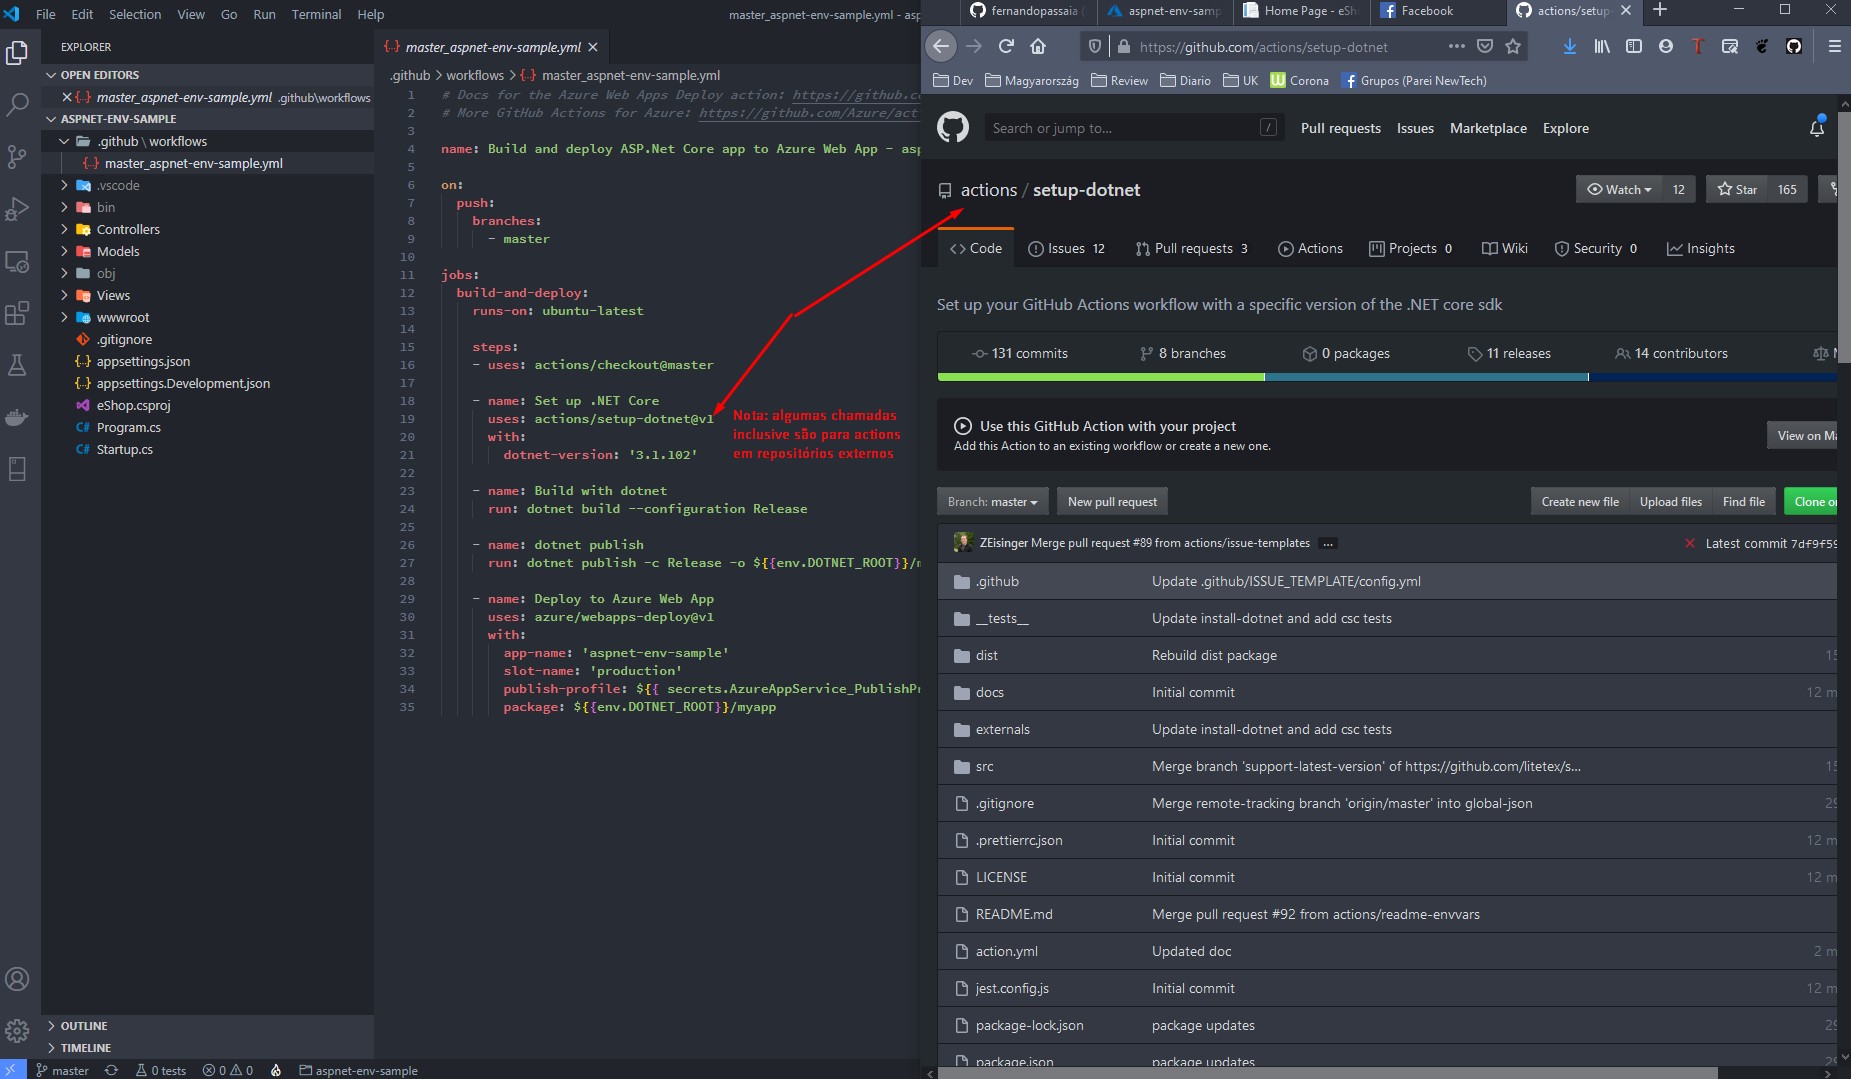 File Edit Selection View Go Run Terminal Help
master_aspnet-env-sample.yml - asp
EXPLORER
OPEN EDITORS
master_aspnet-env-sample.yml .github\workflows
ASPNET-ENV-SAMPLE
.github \ workflows
master_aspnet-env-sample.yml
.vscode
bin
Controllers
Models
obj
Views
wwwroot
.gitignore
appsettings.json
appsettings.Development.json
eShop.csproj
Program.cs
Startup.cs
OUTLINE
TIMELINE
master_aspnet-env-sample.yml
.github > workflows > master_aspnet-env-sample.yml
1 # Docs for the Azure Web Apps Deploy action: https://github.c
2 # More GitHub Actions for Azure: https://github.com/Azure/act
3
4 name: Build and deploy ASP.Net Core app to Azure Web App - asp
5
6 on:
7 push:
8 branches:
9 - master
10
11 jobs:
12 build-and-deploy:
13 runs-on: ubuntu-latest
14
15 steps:
16 - uses: actions/checkout@master
17
18 - name: Set up .NET Core
19 uses: actions/setup-dotnet@v1
20 with:
21 dotnet-version: '3.1.102'
22
23 - name: Build with dotnet
24 run: dotnet build --configuration Release
25
26 - name: dotnet publish
27 run: dotnet publish -c Release -o ${{env.DOTNET_ROOT}}/m
28
29 - name: Deploy to Azure Web App
30 uses: azure/webapps-deploy@v1
31 with:
32 app-name: 'aspnet-env-sample'
33 slot-name: 'production'
34 publish-profile: ${{ secrets.AzureAppService_PublishPr
35 package: ${{env.DOTNET_ROOT}}/myapp
Nota: algumas chamadas
inclusive são para actions
em repositórios externos
master 0 tests 0 0 aspnet-env-sample
fernandopassaia aspnet-env-samp Home Page - eSh Facebook actions/setup-
https://github.com/actions/setup-dotnet
Dev Magyarország Review Diario UK Corona Grupos (Parei NewTech)
Search or jump to... / Pull requests Issues Marketplace Explore
actions / setup-dotnet
Watch 12 Star 165
Code Issues 12 Pull requests 3 Actions Projects 0 Wiki Security 0 Insights
Set up your GitHub Actions workflow with a specific version of the .NET core sdk
131 commits 8 branches 0 packages 11 releases 14 contributors
Use this GitHub Action with your project
Add this Action to an existing workflow or create a new one.
View on Ma
Branch: master New pull request Create new file Upload files Find file Clone o
ZEisinger Merge pull request #89 from actions/issue-templates ... Latest commit 7df9f59
.github Update .github/ISSUE_TEMPLATE/config.yml
__tests__ Update install-dotnet and add csc tests
dist Rebuild dist package 15
docs Initial commit 12 m
externals Update install-dotnet and add csc tests
src Merge branch 'support-latest-version' of https://github.com/litetex/s... 15
.gitignore Merge remote-tracking branch 'origin/master' into global-json 29
.prettierrc.json Initial commit 12 m
LICENSE Initial commit 12 m
README.md Merge pull request #92 from actions/readme-envvars
action.yml Updated doc 2 m
jest.config.js Initial commit 12 m
package-lock.json package updates 29
package.json package updates